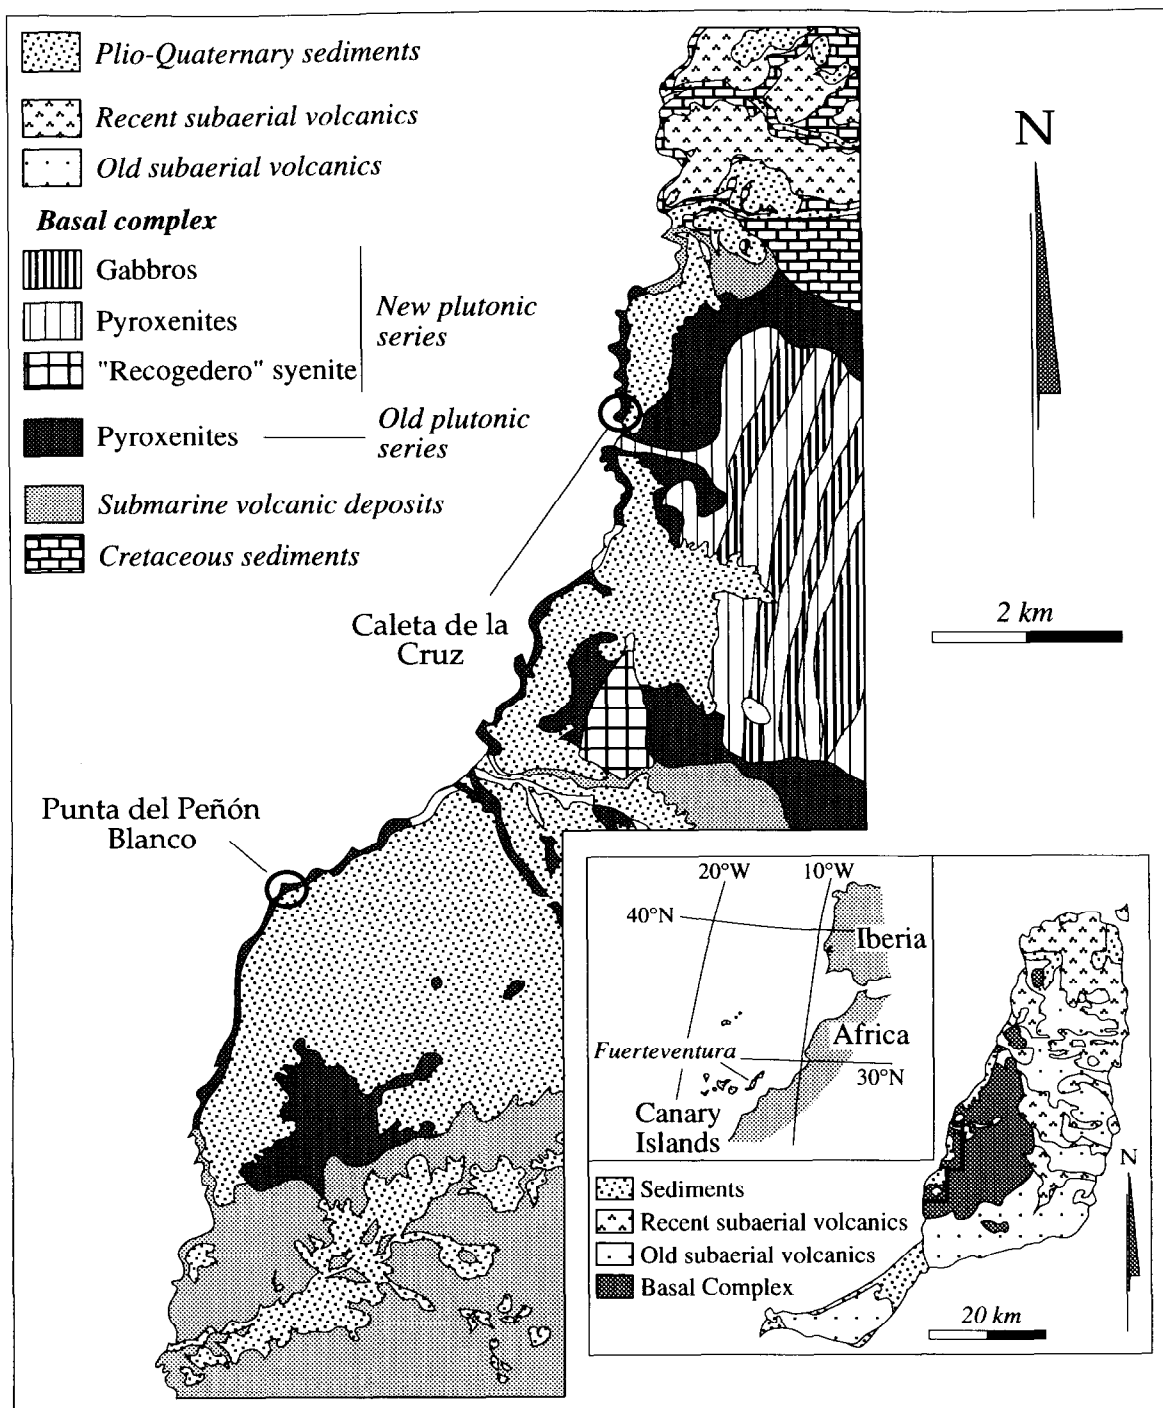 Plio-Quaternary sediments
Recent subaerial volcanics
Old subaerial volcanics
Basal complex
Gabbros
Pyroxenites
"Recogedero" syenite
New plutonic
series
Pyroxenites
Old plutonic
series
Submarine volcanic deposits
Cretaceous sediments
N
2 km
Caleta de la
Cruz
Punta del Peñón
Blanco
20°W
10°W
40°N
Iberia
Africa
Fuerteventura
30°N
Canary
Islands
N
Sediments
Recent subaerial volcanics
Old subaerial volcanics
Basal Complex
20 km